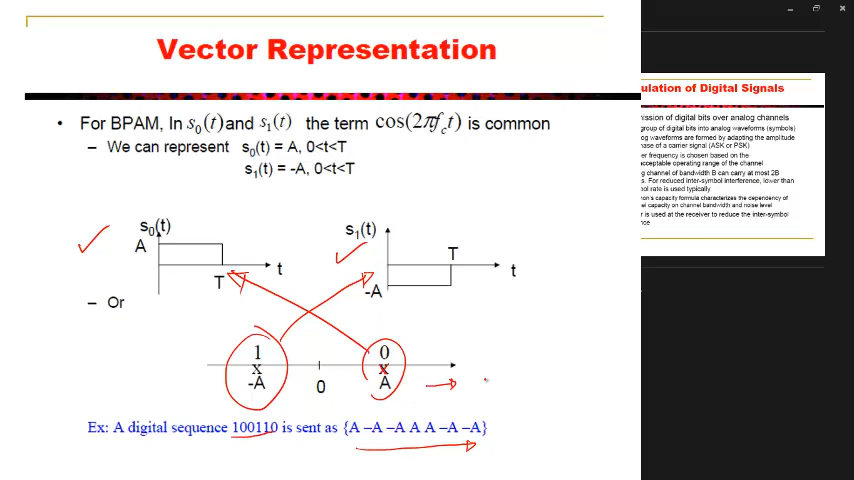 Vector Representation
• For BPAM, In s₀(t) and s₁(t) the term cos(2πf_c t) is common
– We can represent s₀(t) = A, 0<t<T
s₁(t) = -A, 0<t<T
s₀(t)
A
T
t
s₁(t)
T
-A
t
– Or
1
x
-A
0
0
x
A
Ex: A digital sequence 100110 is sent as {A –A –A A A –A –A}
ulation of Digital Signals
mission of digital bits over analog channels
group of digital bits into analog waveforms (symbols)
og waveforms are formed by adapting the amplitude
hase of a carrier signal (ASK or PSK)
er frequency is chosen based on the
acceptable operating range of the channel
g channel of bandwidth B can carry at most 2B
s. For reduced inter-symbol interference, lower than
ol rate is used typically
on's capacity formula characterizes the dependency of
el capacity on channel bandwidth and noise level
er is used at the receiver to reduce the inter-symbol
nce